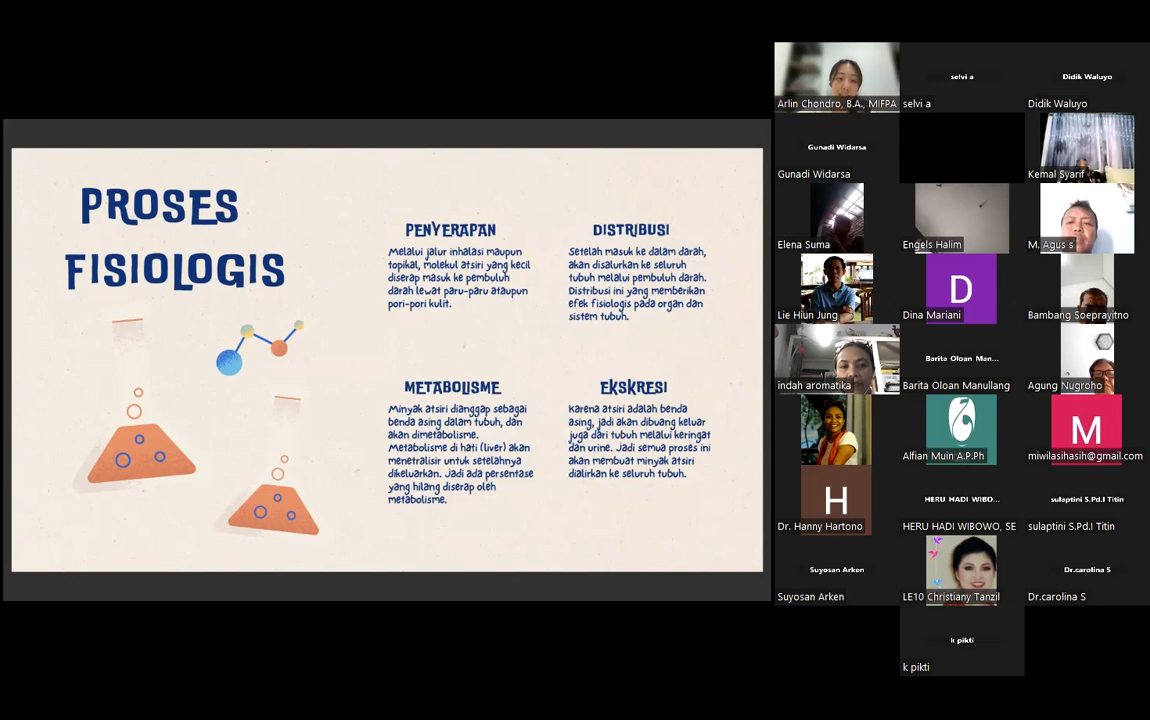 PROSES
FISIOLOGIS
PENYERAPAN
Melalui jalur inhalasi maupun
topikal, molekul atsiri yang kecil
diserap masuk ke pembuluh
darah lewat paru-paru ataupun
pori-pori kulit.
DISTRIBUSI
Setelah masuk ke dalam darah,
akan disalurkan ke seluruh
tubuh melalui pembuluh darah.
Distribusi ini yang memberikan
efek fisiologis pada organ dan
sistem tubuh.
METABOLISME
Minyak atsiri dianggap sebagai
benda asing dalam tubuh, dan
akan dimetabolisme.
Metabolisme di hati (liver) akan
menetralisir untuk setelahnya
dikeluarkan. Jadi ada persentase
yang hilang diserap oleh
metabolisme.
EKSKRESI
Karena atsiri adalah benda
asing, jadi akan dibuang keluar
juga dari tubuh melalui keringat
dan urine. Jadi semua proses ini
akan membuat minyak atsiri
dialirkan ke seluruh tubuh.
Arlin Chondro, B.A., MIFPA
selvi a
selvi a
Didik Waluyo
Didik Waluyo
Gunadi Widarsa
Gunadi Widarsa
Kemal Syarif
Elena Suma
Engels Halim
M. Agus s
Lie Hiun Jung
D
Dina Mariani
Bambang Soeprayitno
indah aromatika
Barita Oloan Man...
Barita Oloan Manullang
Agung Nugroho
Alfian Muin A.P.Ph
M
miwilasihasih@gmail.com
H
Dr. Hanny Hartono
HERU HADI WIBO...
HERU HADI WIBOWO, SE
sulaptini S.Pd.I Titin
sulaptini S.Pd.I Titin
Suyosan Arken
Suyosan Arken
LE10 Christiany Tanzil
Dr.carolina S
Dr.carolina S
k pikti
k pikti